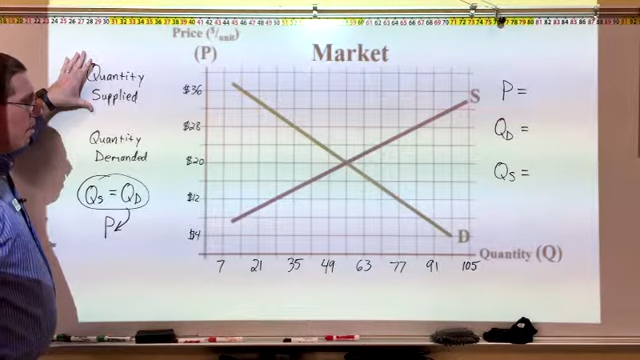 Price ($/unit)
(P)
Market
Quantity
Supplied
Quantity
Demanded
Qs = QD
P
$36
$28
$20
$12
$4
S
D
7 21 35 49 63 77 91 105
Quantity (Q)
P =
QD =
Qs =